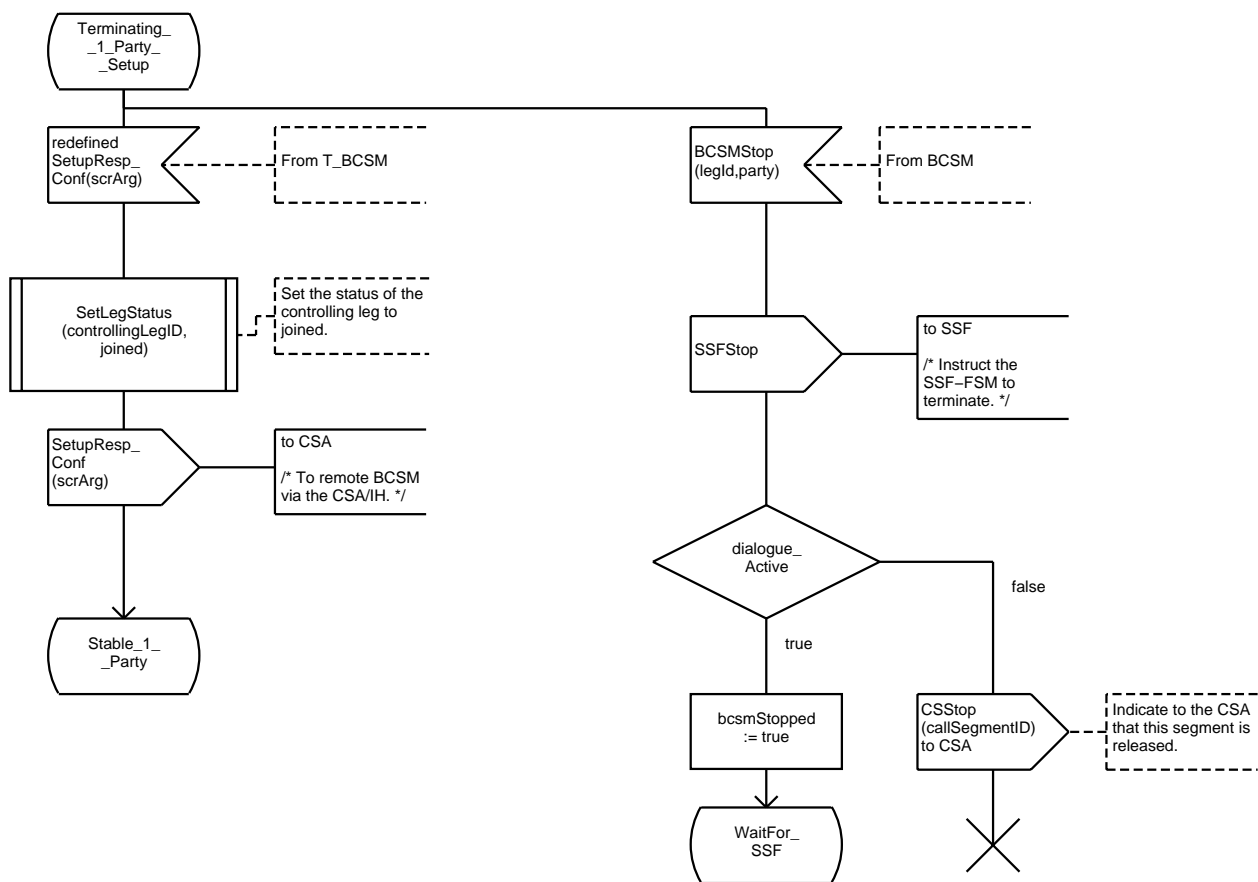 Terminating_
_1_Party_
_Setup
redefined
SetupResp_
Conf(scrArg)
From T_BCSM
BCSMStop
(legId,party)
From BCSM
SetLegStatus
(controllingLegID,
joined)
Set the status of the
controlling leg to
joined.
SSFStop
to SSF
/* Instruct the
SSF−FSM to
terminate. */
SetupResp_
Conf
(scrArg)
to CSA
/* To remote BCSM
via the CSA/IH. */
dialogue_
Active
false
true
Stable_1_
_Party
bcsmStopped
:= true
CSStop
(callSegmentID)
to CSA
Indicate to the CSA
that this segment is
released.
WaitFor_
SSF